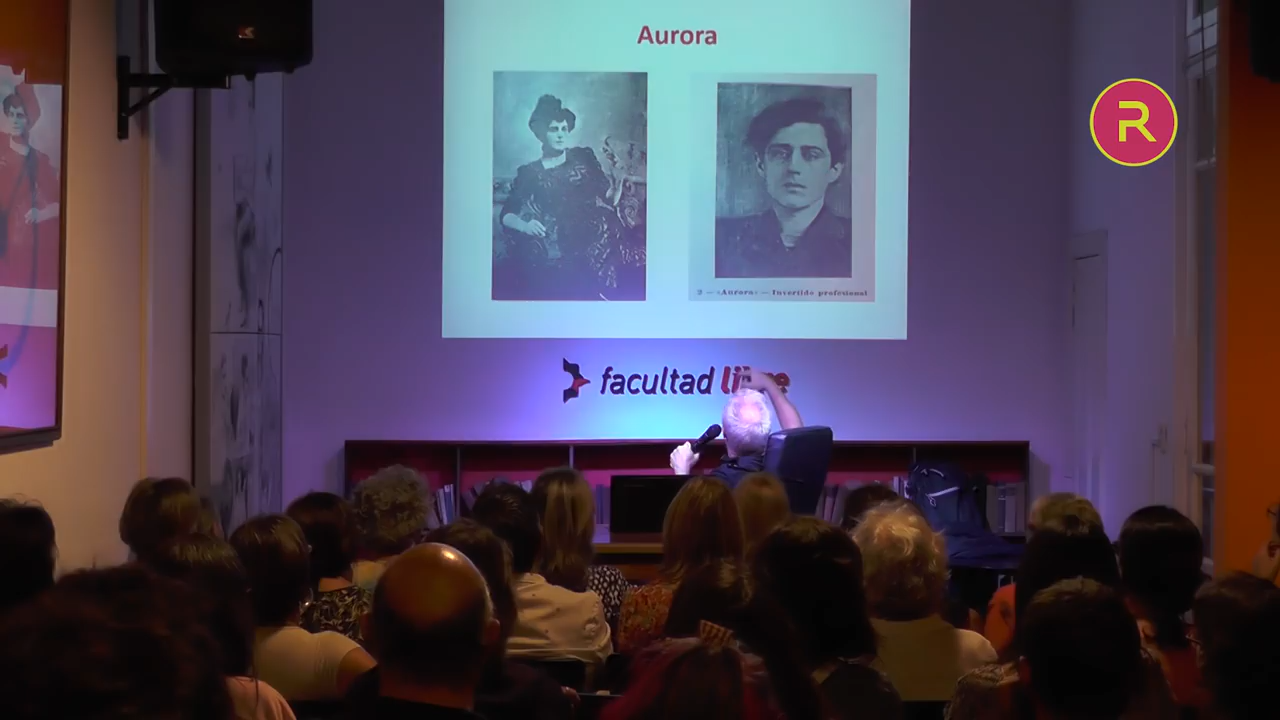 Aurora
R
2 — «Aurora» — Invertido profesional
facultad libre